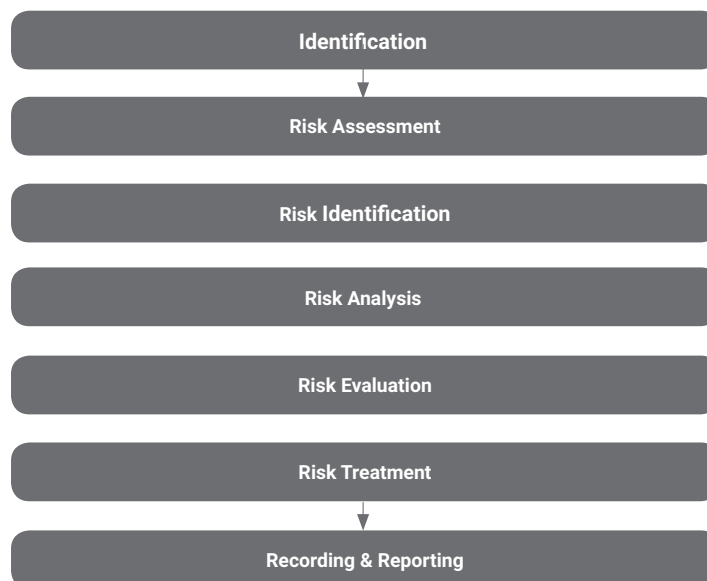 Identification
Risk Assessment
Risk Identification
Risk Analysis
Risk Evaluation
Risk Treatment
Recording & Reporting